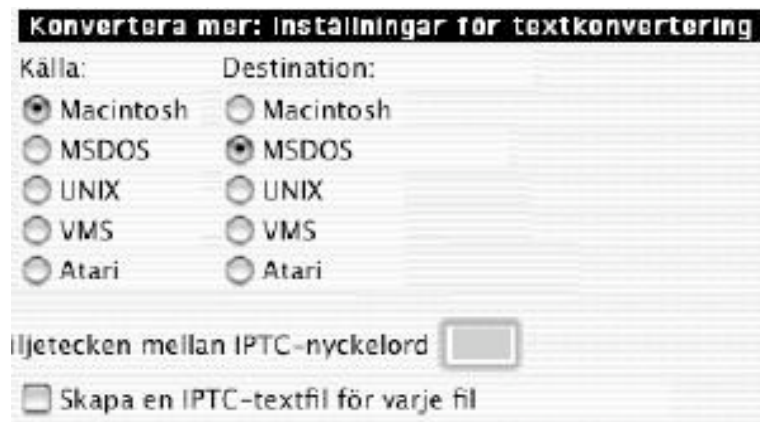 Konvertera mer: Inställningar för textkonvertering
Källa: Destination:
Macintosh Macintosh
MSDOS MSDOS
UNIX UNIX
VMS VMS
Atari Atari
ljetecken mellan IPTC-nyckelord
Skapa en IPTC-textfil för varje fil